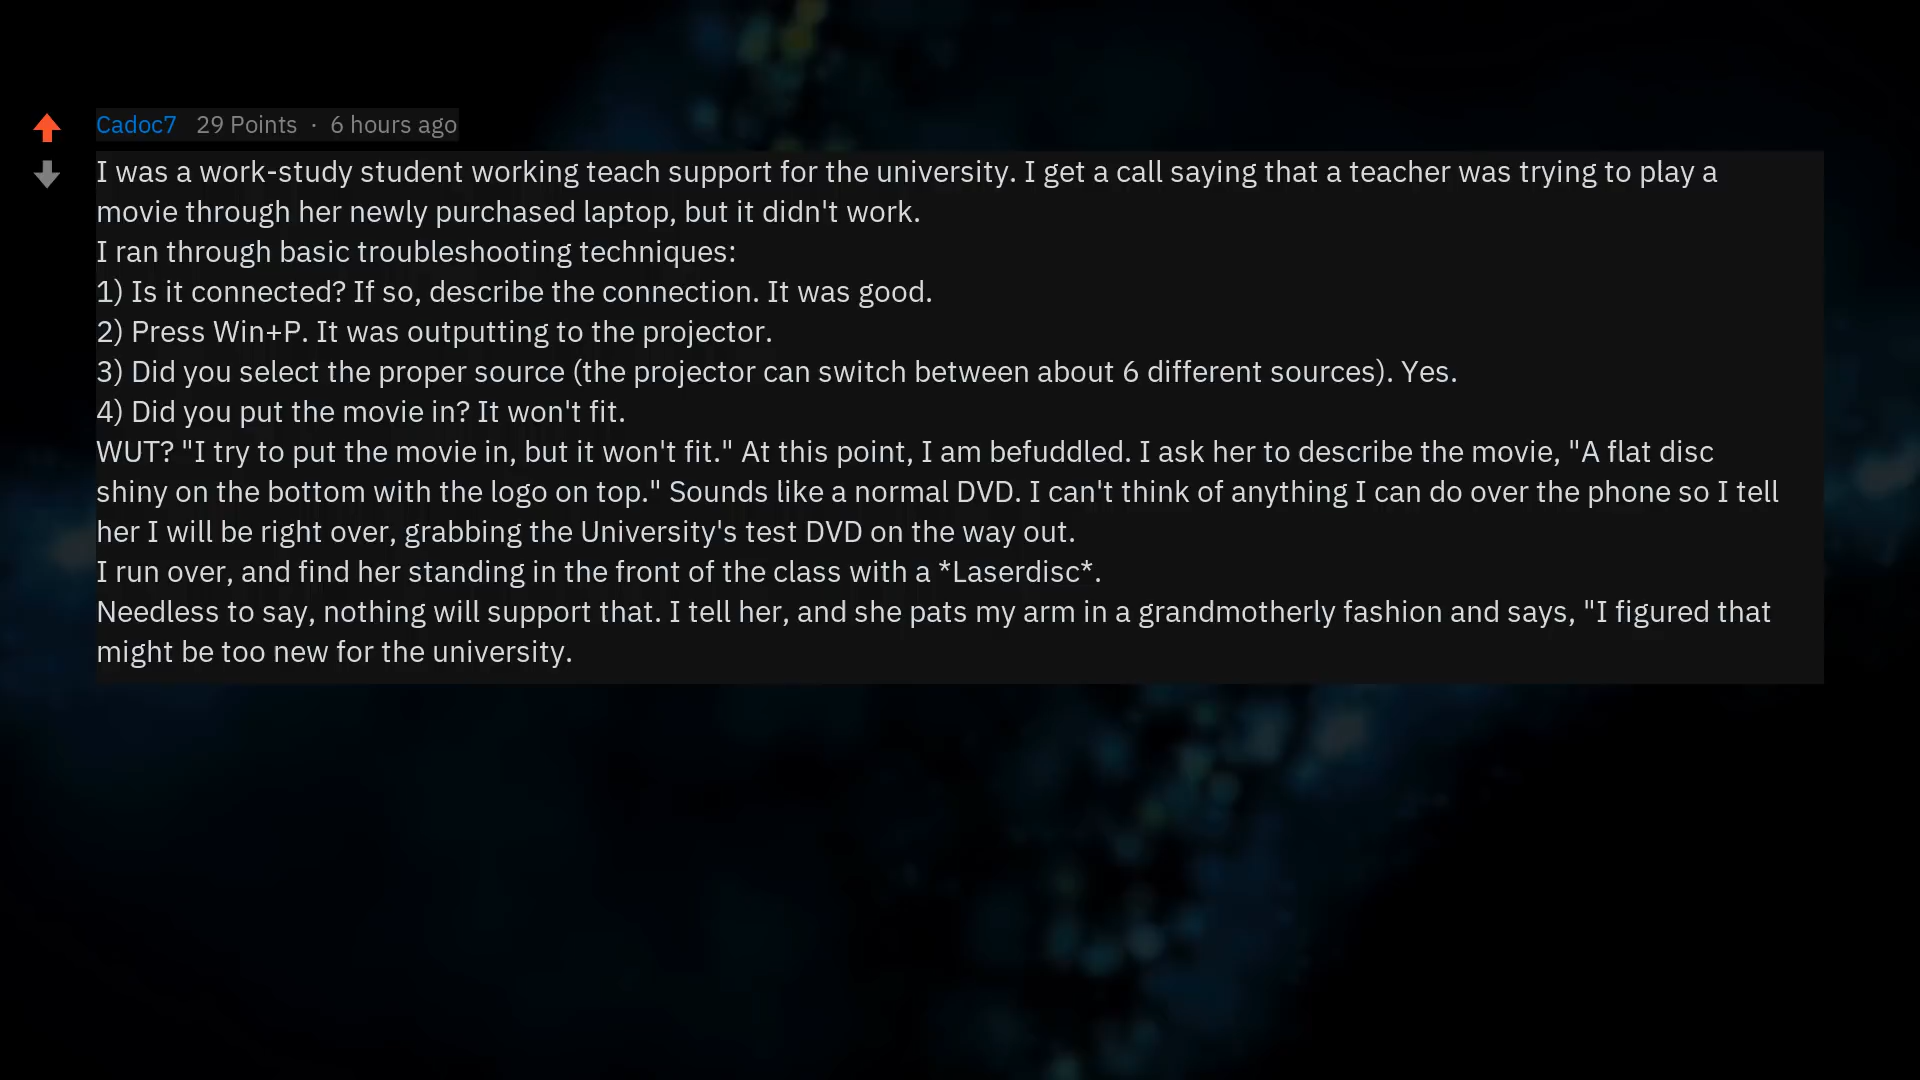 Cadoc7 29 Points · 6 hours ago
I was a work-study student working teach support for the university. I get a call saying that a teacher was trying to play a
movie through her newly purchased laptop, but it didn't work.
I ran through basic troubleshooting techniques:
1) Is it connected? If so, describe the connection. It was good.
2) Press Win+P. It was outputting to the projector.
3) Did you select the proper source (the projector can switch between about 6 different sources). Yes.
4) Did you put the movie in? It won't fit.
WUT? "I try to put the movie in, but it won't fit." At this point, I am befuddled. I ask her to describe the movie, "A flat disc
shiny on the bottom with the logo on top." Sounds like a normal DVD. I can't think of anything I can do over the phone so I tell
her I will be right over, grabbing the University's test DVD on the way out.
I run over, and find her standing in the front of the class with a *Laserdisc*.
Needless to say, nothing will support that. I tell her, and she pats my arm in a grandmotherly fashion and says, "I figured that
might be too new for the university.